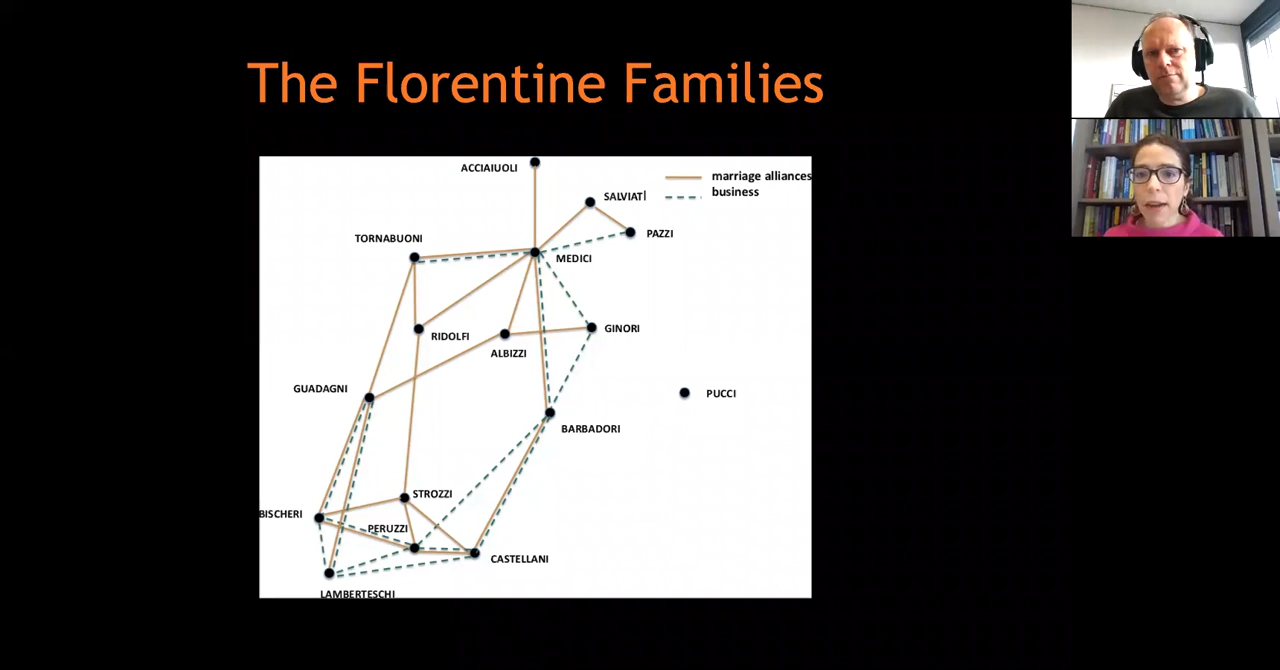 The Florentine Families
ACCIAIUOLI
marriage alliances
business
SALVIATI
PAZZI
TORNABUONI
MEDICI
RIDOLFI
GINORI
ALBIZZI
GUADAGNI
PUCCI
BARBADORI
STROZZI
BISCHERI
PERUZZI
CASTELLANI
LAMBERTESCHI